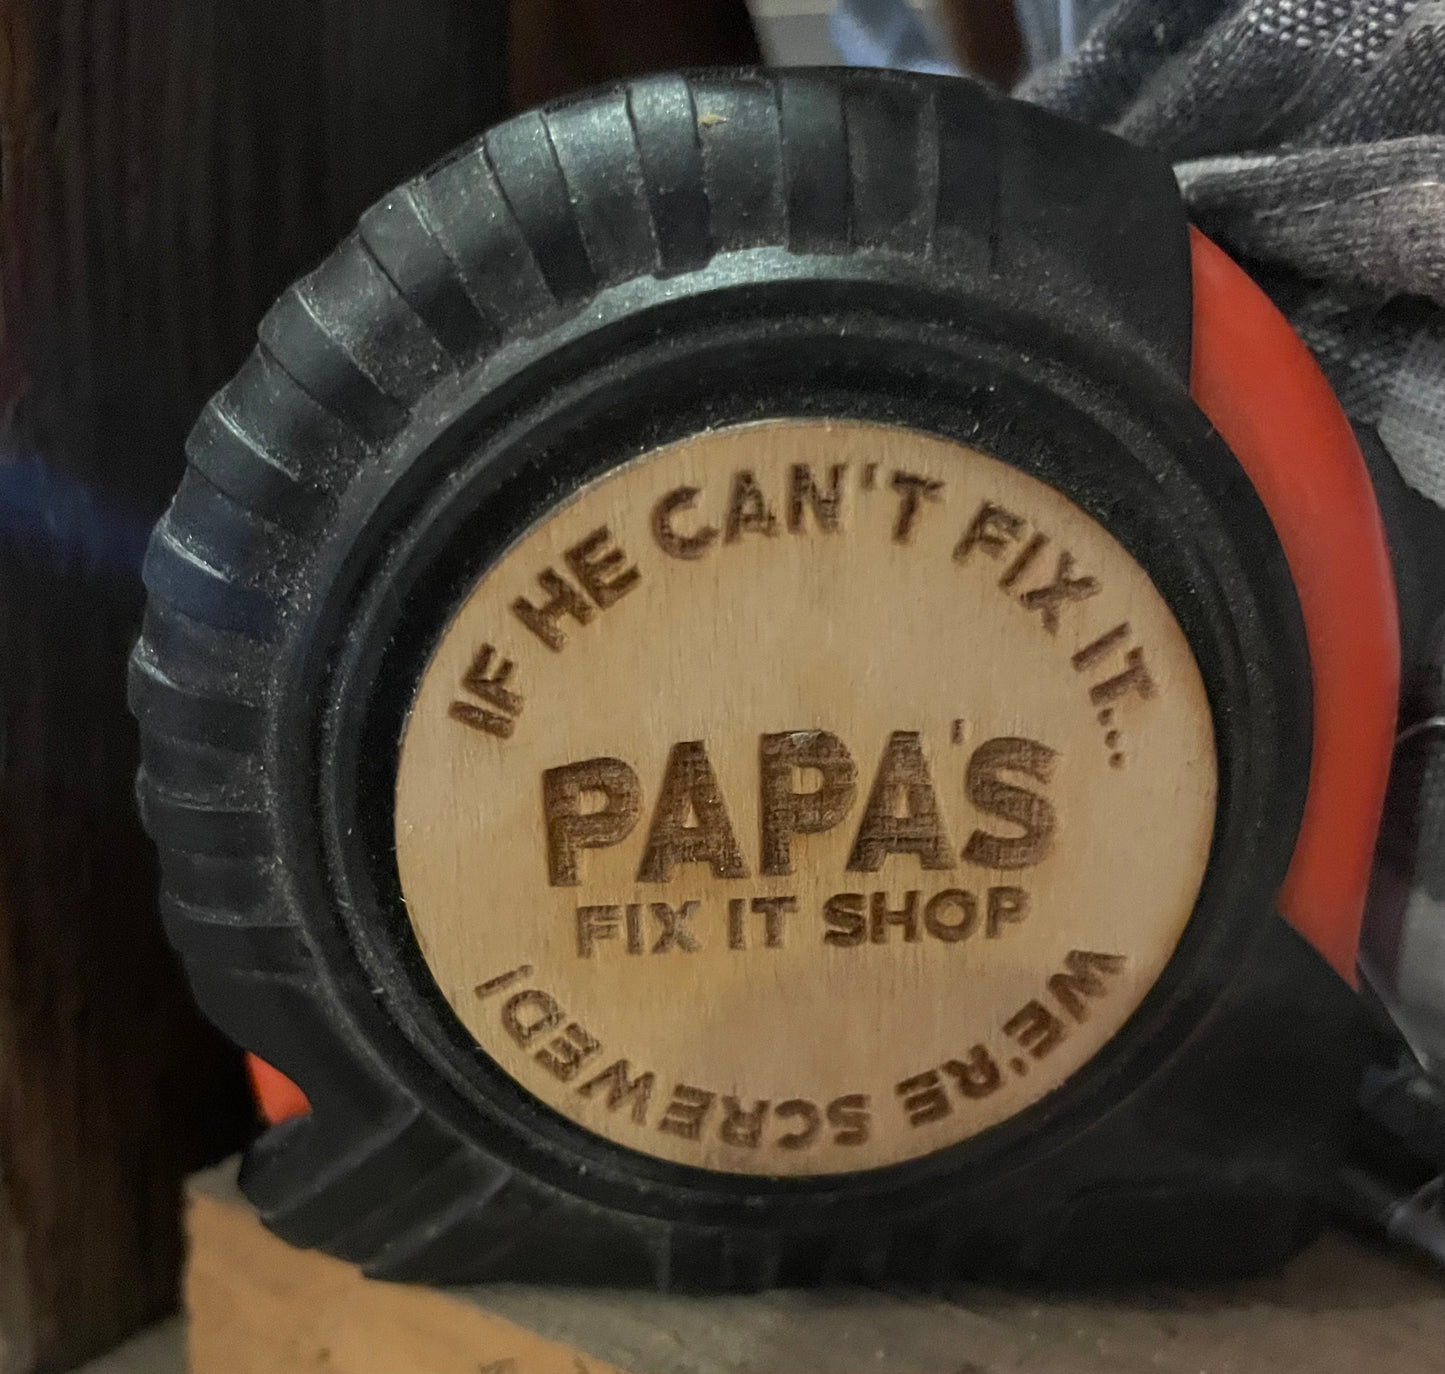 IF HE CAN'T FIX IT...
PAPA'S
FIX IT SHOP
WE'RE SCREWED!